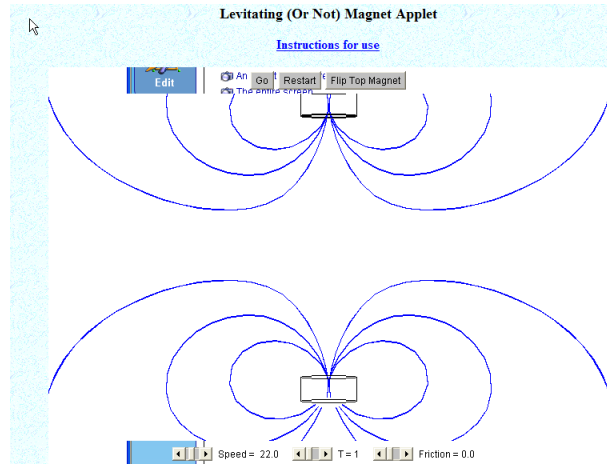 Levitating (Or Not) Magnet Applet
Instructions for use
Edit
An
Go Restart Flip Top Magnet
The entire screen
Speed = 22.0 T = 1 Friction = 0.0